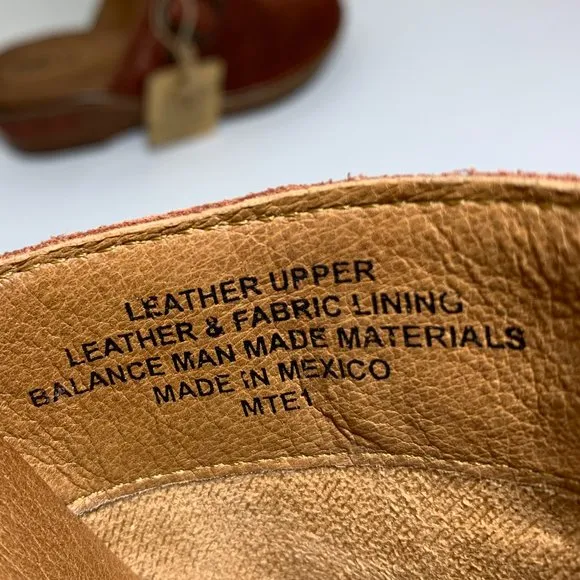 LEATHER UPPER
LEATHER & FABRIC LINING
BALANCE MAN MADE MATERIALS
MADE IN MEXICO
MTE1